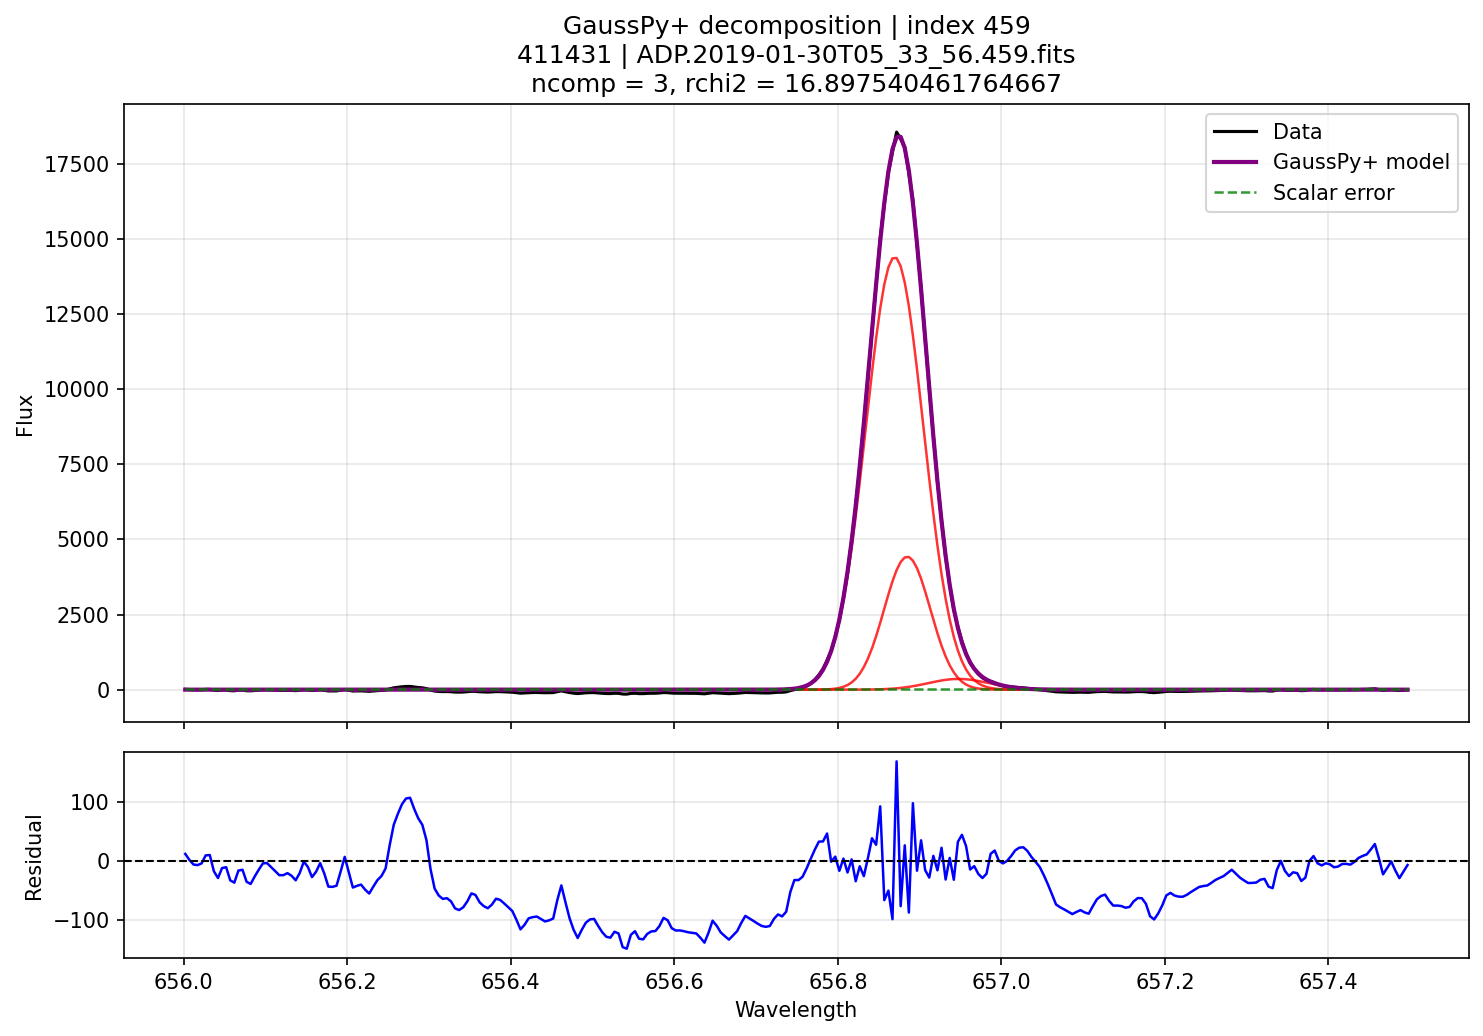 GaussPy+ decomposition | index 459
411431 | ADP.2019-01-30T05_33_56.459.fits
ncomp = 3, rchi2 = 16.897540461764667
Data
GaussPy+ model
Scalar error
Flux
17500
15000
12500
10000
7500
5000
2500
0
Residual
100
0
−100
656.0 656.2 656.4 656.6 656.8 657.0 657.2 657.4
Wavelength